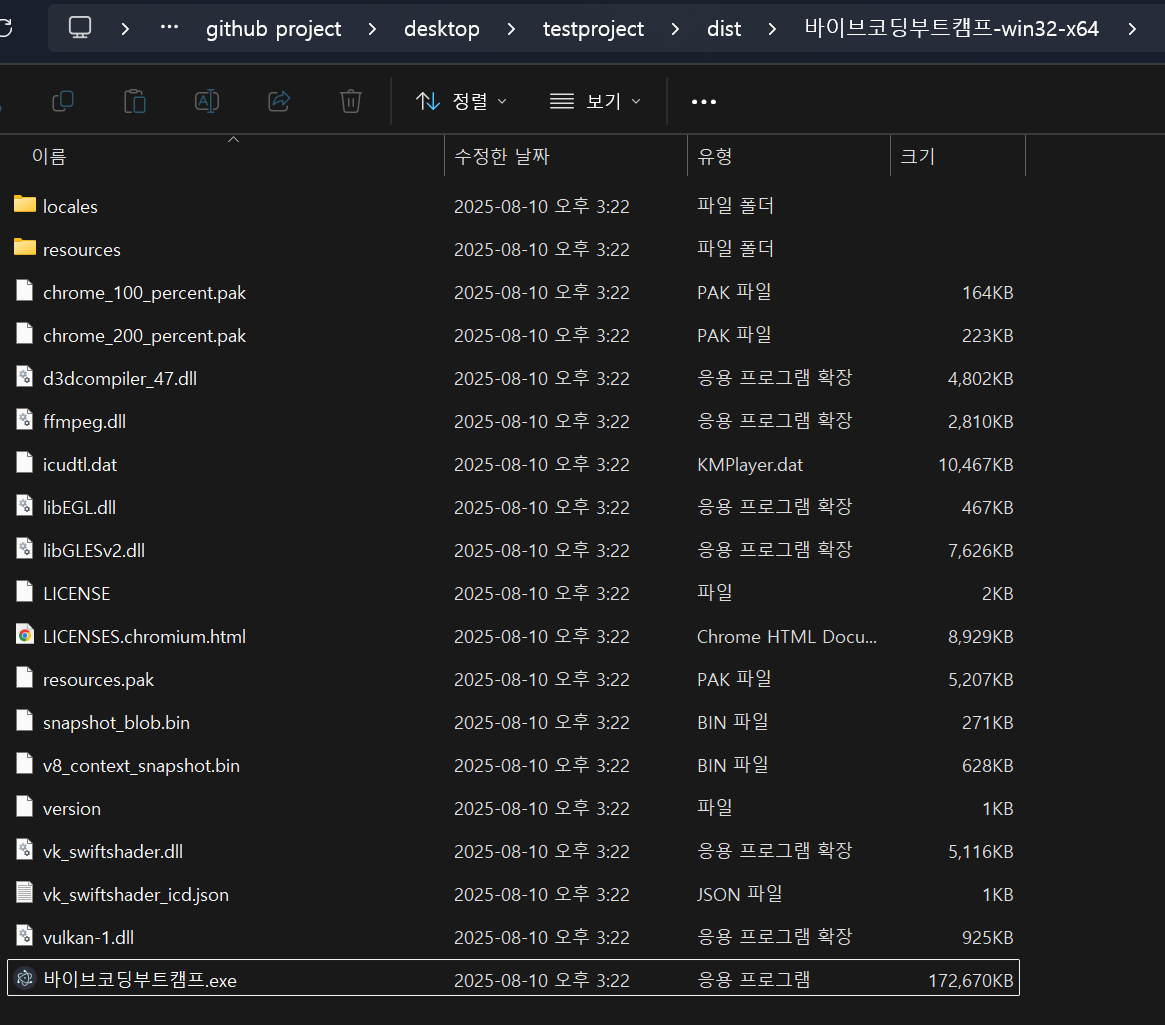 github project desktop testproject dist 바이브코딩부트캠프-win32-x64
정렬 보기
이름 수정한 날짜 유형 크기
locales 2025-08-10 오후 3:22 파일 폴더
resources 2025-08-10 오후 3:22 파일 폴더
chrome_100_percent.pak 2025-08-10 오후 3:22 PAK 파일 164KB
chrome_200_percent.pak 2025-08-10 오후 3:22 PAK 파일 223KB
d3dcompiler_47.dll 2025-08-10 오후 3:22 응용 프로그램 확장 4,802KB
ffmpeg.dll 2025-08-10 오후 3:22 응용 프로그램 확장 2,810KB
icudtl.dat 2025-08-10 오후 3:22 KMPlayer.dat 10,467KB
libEGL.dll 2025-08-10 오후 3:22 응용 프로그램 확장 467KB
libGLESv2.dll 2025-08-10 오후 3:22 응용 프로그램 확장 7,626KB
LICENSE 2025-08-10 오후 3:22 파일 2KB
LICENSES.chromium.html 2025-08-10 오후 3:22 Chrome HTML Docu... 8,929KB
resources.pak 2025-08-10 오후 3:22 PAK 파일 5,207KB
snapshot_blob.bin 2025-08-10 오후 3:22 BIN 파일 271KB
v8_context_snapshot.bin 2025-08-10 오후 3:22 BIN 파일 628KB
version 2025-08-10 오후 3:22 파일 1KB
vk_swiftshader.dll 2025-08-10 오후 3:22 응용 프로그램 확장 5,116KB
vk_swiftshader_icd.json 2025-08-10 오후 3:22 JSON 파일 1KB
vulkan-1.dll 2025-08-10 오후 3:22 응용 프로그램 확장 925KB
바이브코딩부트캠프.exe 2025-08-10 오후 3:22 응용 프로그램 172,670KB